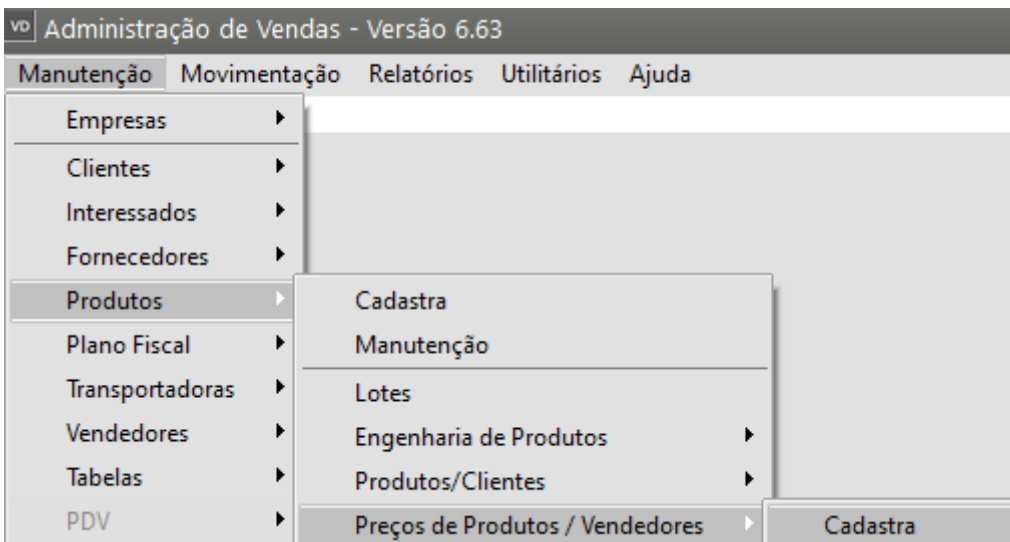 VD Administração de Vendas - Versão 6.63
Manutenção Movimentação Relatórios Utilitários Ajuda
Empresas
Clientes
Interessados
Fornecedores
Produtos
Plano Fiscal
Transportadoras
Vendedores
Tabelas
PDV
Cadastra
Manutenção
Lotes
Engenharia de Produtos
Produtos/Clientes
Preços de Produtos / Vendedores
Cadastra